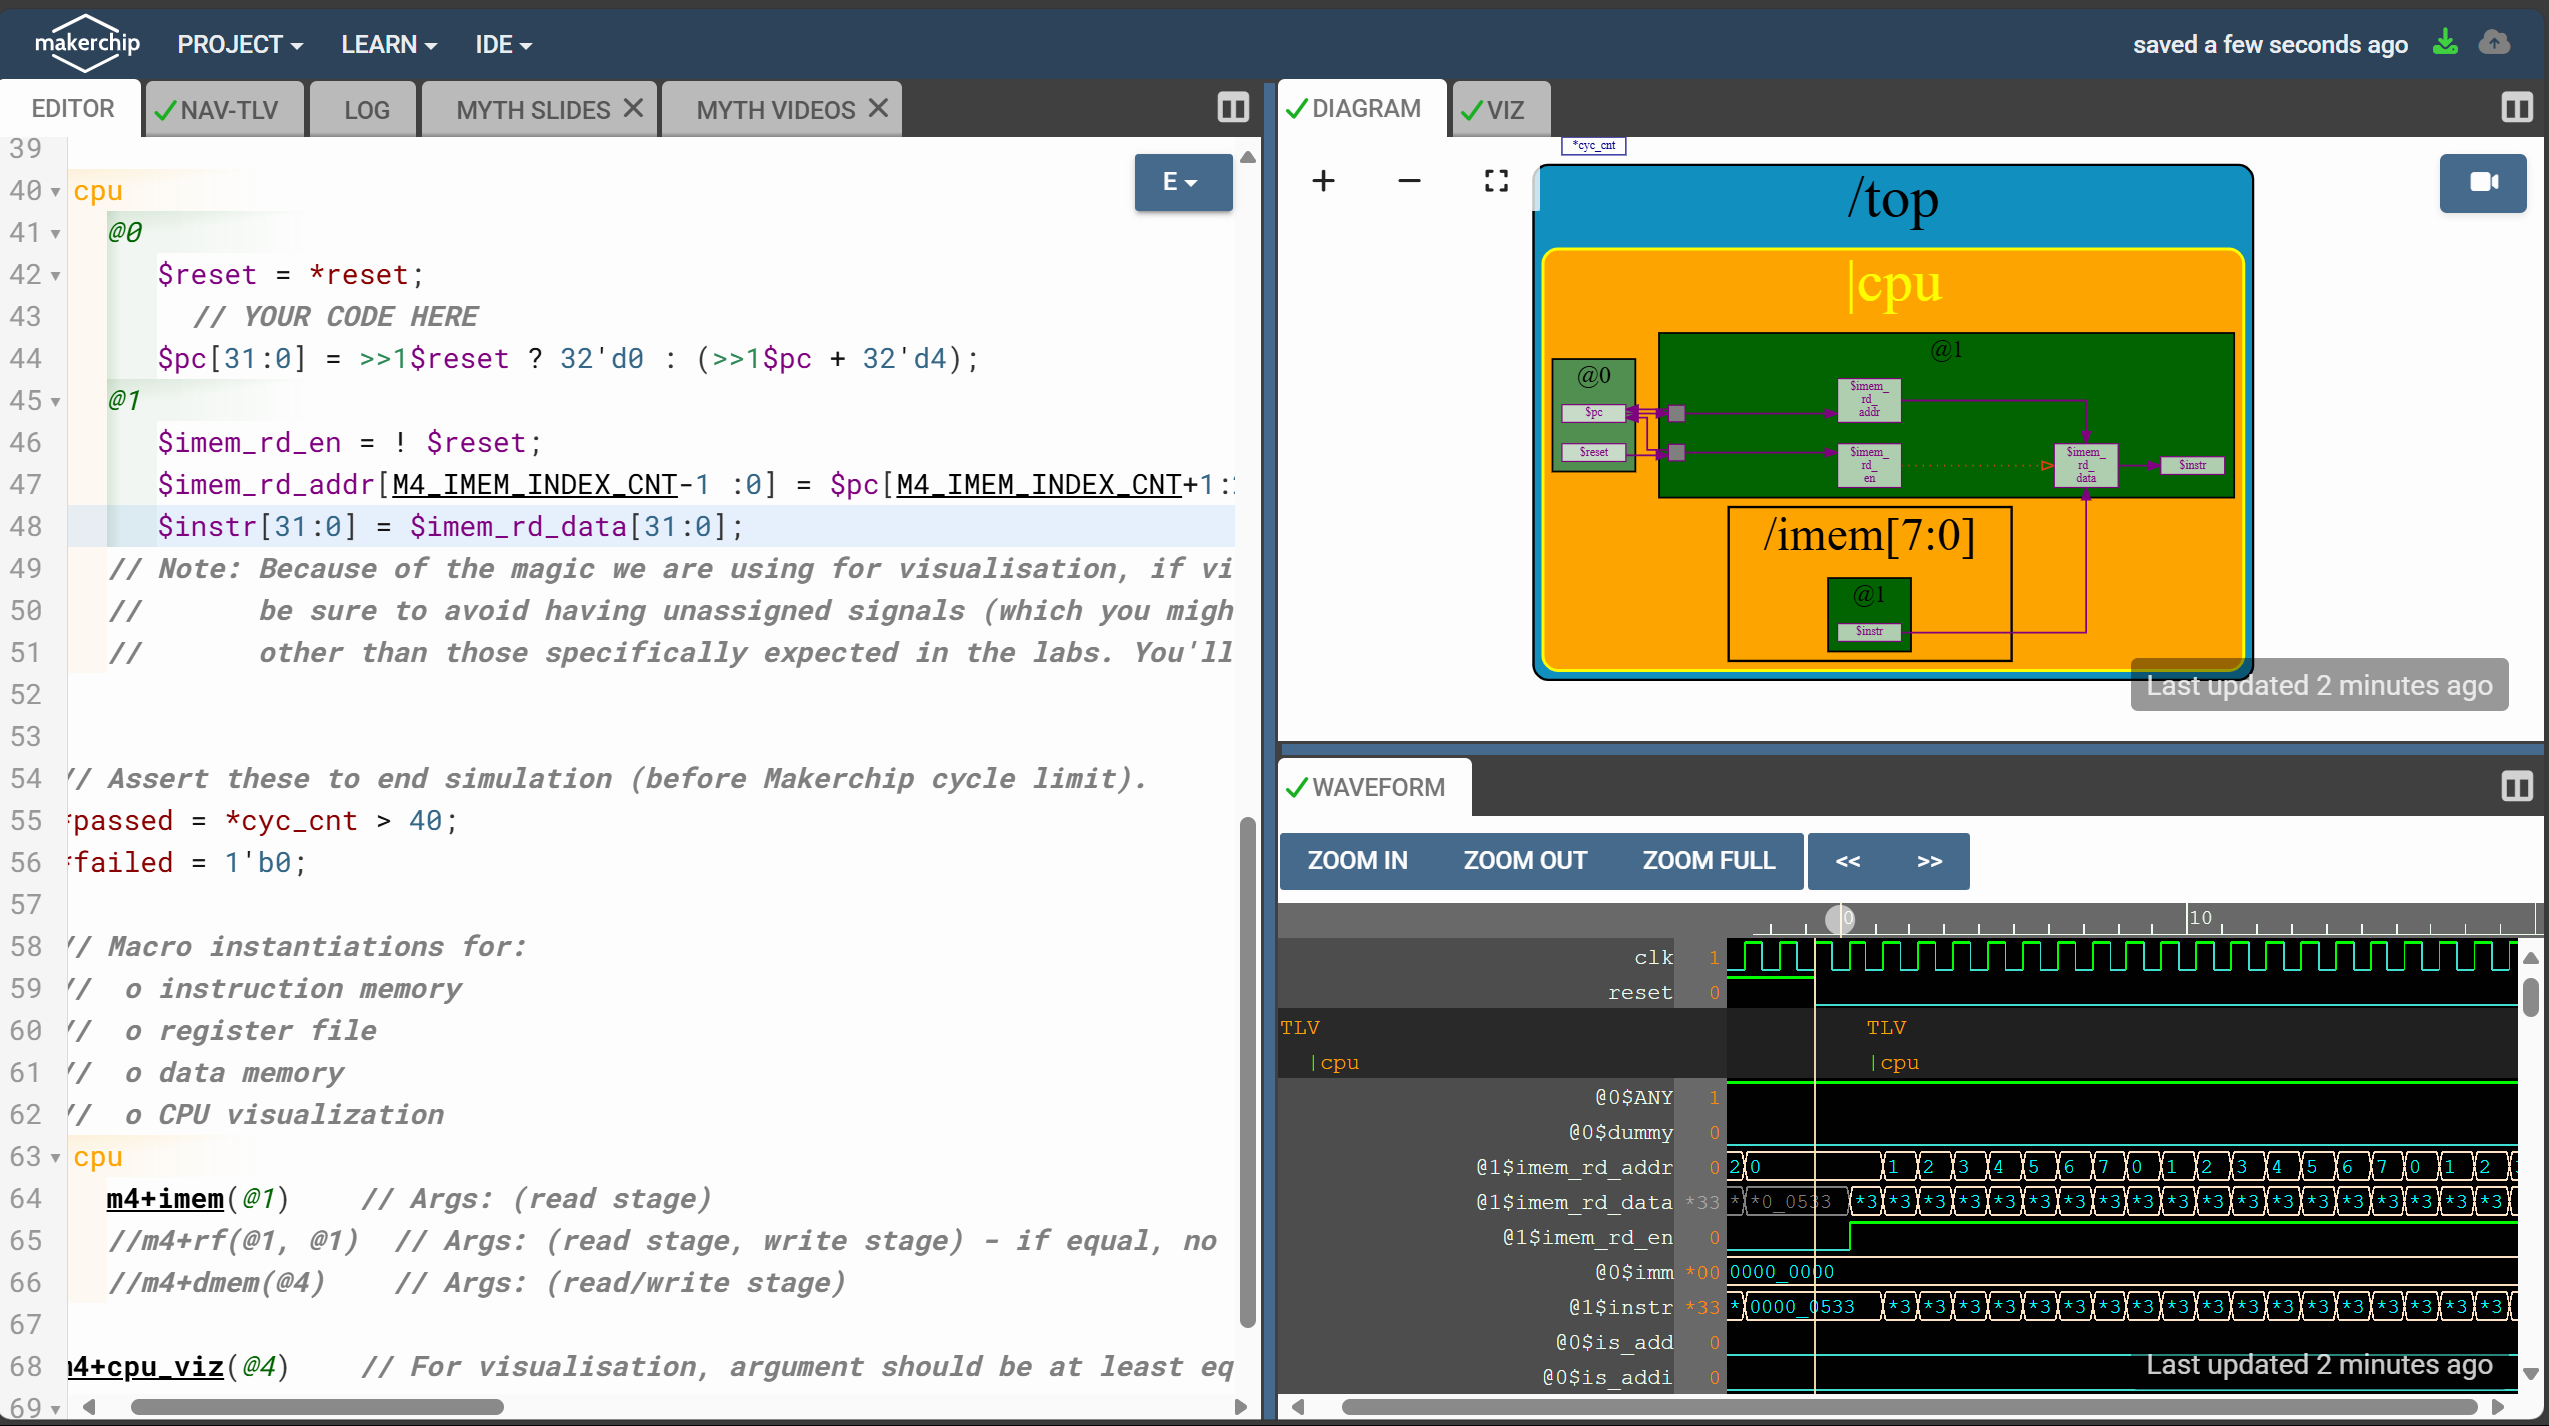 makerchip PROJECT LEARN IDE saved a few seconds ago
EDITOR NAV-TLV LOG MYTH SLIDES MYTH VIDEOS
39
40 cpu
E
41 @0
42 $reset = *reset;
43 // YOUR CODE HERE
44 $pc[31:0] = >>1$reset ? 32'd0 : (>>1$pc + 32'd4);
45 @1
46 $imem_rd_en = ! $reset;
47 $imem_rd_addr[M4_IMEM_INDEX_CNT-1 :0] = $pc[M4_IMEM_INDEX_CNT+1:
48 $instr[31:0] = $imem_rd_data[31:0];
49 // Note: Because of the magic we are using for visualisation, if vi
50 // be sure to avoid having unassigned signals (which you migh
51 // other than those specifically expected in the labs. You'll
52
53
54 // Assert these to end simulation (before Makerchip cycle limit).
55 *passed = *cyc_cnt > 40;
56 *failed = 1'b0;
57
58 // Macro instantiations for:
59 // o instruction memory
60 // o register file
61 // o data memory
62 // o CPU visualization
63 cpu
64 m4+imem(@1) // Args: (read stage)
65 //m4+rf(@1, @1) // Args: (read stage, write stage) - if equal, no
66 //m4+dmem(@4) // Args: (read/write stage)
67
68 m4+cpu_viz(@4) // For visualisation, argument should be at least eq
69
DIAGRAM VIZ
*cyc_cnt
/top
|cpu
@0
$pc
$reset
@1
$imem_
rd_
addr
$imem_
rd_
en
$imem_
rd_
data
$instr
/imem[7:0]
@1
$instr
Last updated 2 minutes ago
WAVEFORM
ZOOM IN ZOOM OUT ZOOM FULL << >>
0 10
clk 1
reset 0
TLV TLV
|cpu |cpu
@0$ANY 1
@0$dummy 0
@1$imem_rd_addr 0 2 0 1 2 3 4 5 6 7 0 1 2 3 4 5 6 7 0 1 2
@1$imem_rd_data *33 * *0_0533 *3 *3 *3 *3 *3 *3 *3 *3 *3 *3 *3 *3 *3 *3 *3 *3 *3 *3 *3
@1$imem_rd_en 0
@0$imm *00 0000_0000
@1$instr *33 * 0000_0533 *3 *3 *3 *3 *3 *3 *3 *3 *3 *3 *3 *3 *3 *3 *3 *3 *3 *3
@0$is_add 0
@0$is_addi 0
Last updated 2 minutes ago